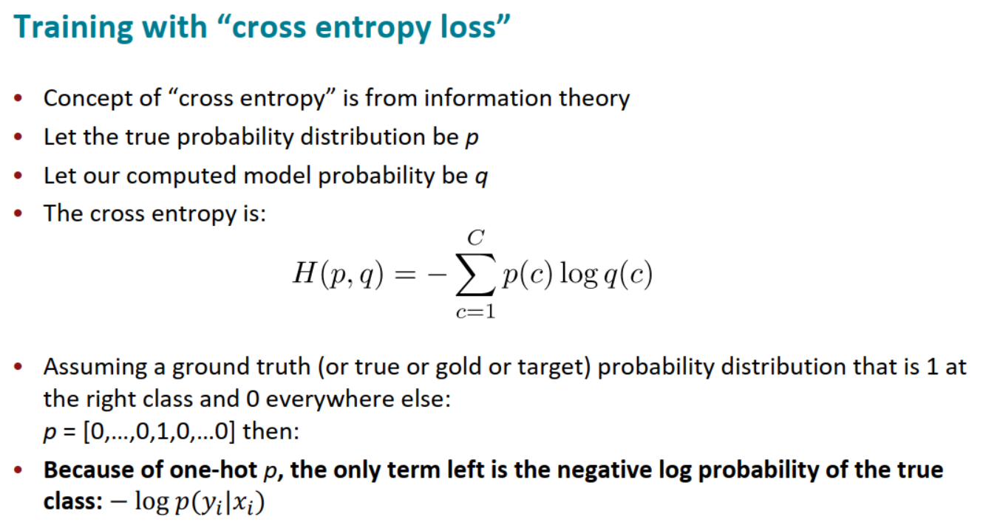 Training with “cross entropy loss”
• Concept of “cross entropy” is from information theory
• Let the true probability distribution be p
• Let our computed model probability be q
• The cross entropy is:
H(p, q) = − ∑_{c=1}^{C} p(c) log q(c)
• Assuming a ground truth (or true or gold or target) probability distribution that is 1 at
the right class and 0 everywhere else:
p = [0,…,0,1,0,…0] then:
• Because of one-hot p, the only term left is the negative log probability of the true
class: − log p(yᵢ|xᵢ)